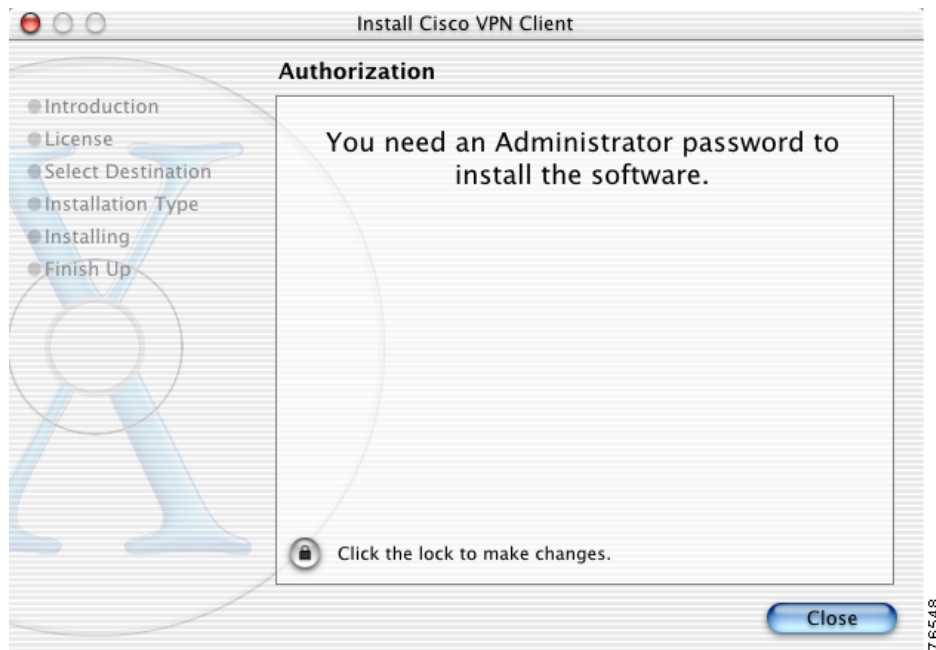 Install Cisco VPN Client
Authorization
Introduction
License
Select Destination
Installation Type
Installing
Finish Up
You need an Administrator password to
install the software.
Click the lock to make changes.
Close
76548